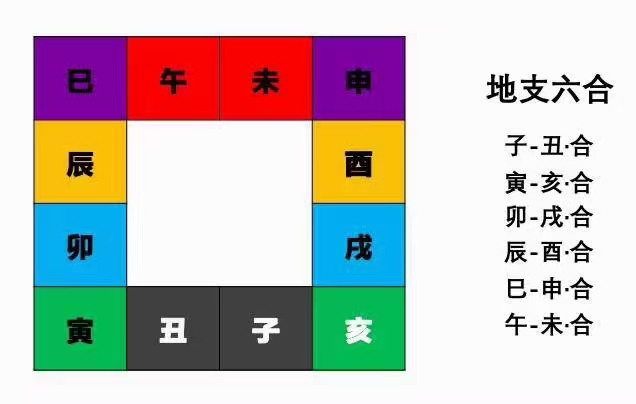 巳 午 未 申
辰 酉
卯 戌
寅 丑 子 亥
地支六合
子-丑·合
寅-亥·合
卯-戌·合
辰-酉·合
巳-申·合
午-未·合